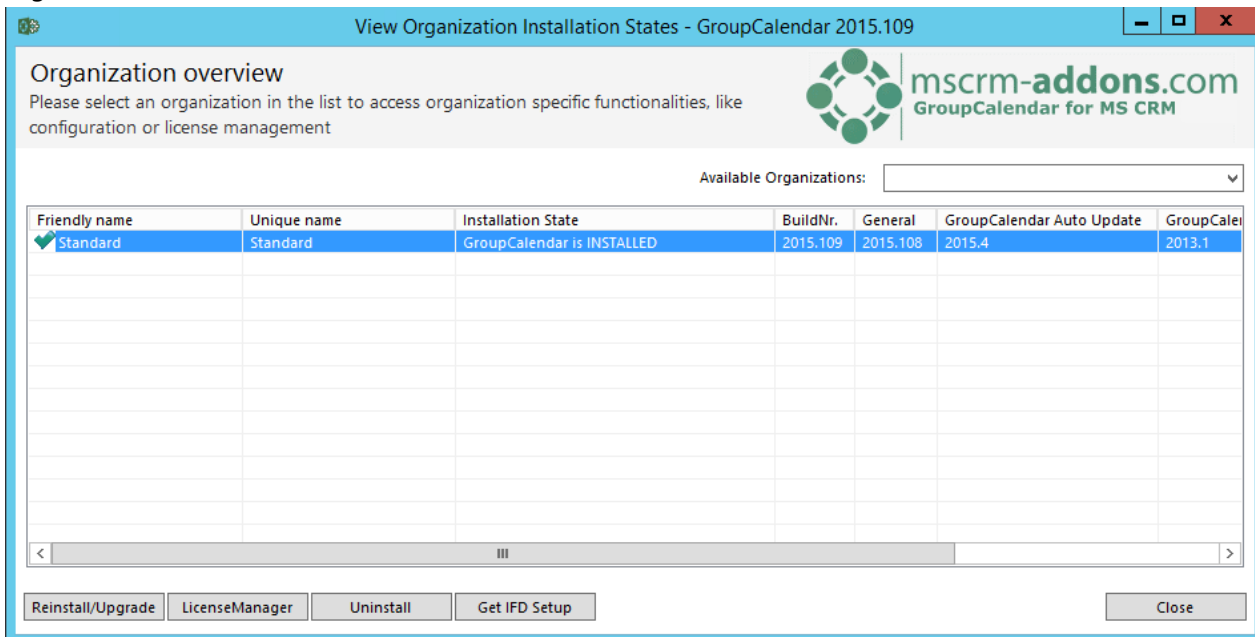 View Organization Installation States - GroupCalendar 2015.109
Organization overview
Please select an organization in the list to access organization specific functionalities, like
configuration or license management
mscrm-addons.com
GroupCalendar for MS CRM
Available Organizations:
Friendly name Unique name Installation State BuildNr. General GroupCalendar Auto Update GroupCaler
Standard Standard GroupCalendar is INSTALLED 2015.109 2015.108 2015.4 2013.1
Reinstall/Upgrade LicenseManager Uninstall Get IFD Setup Close